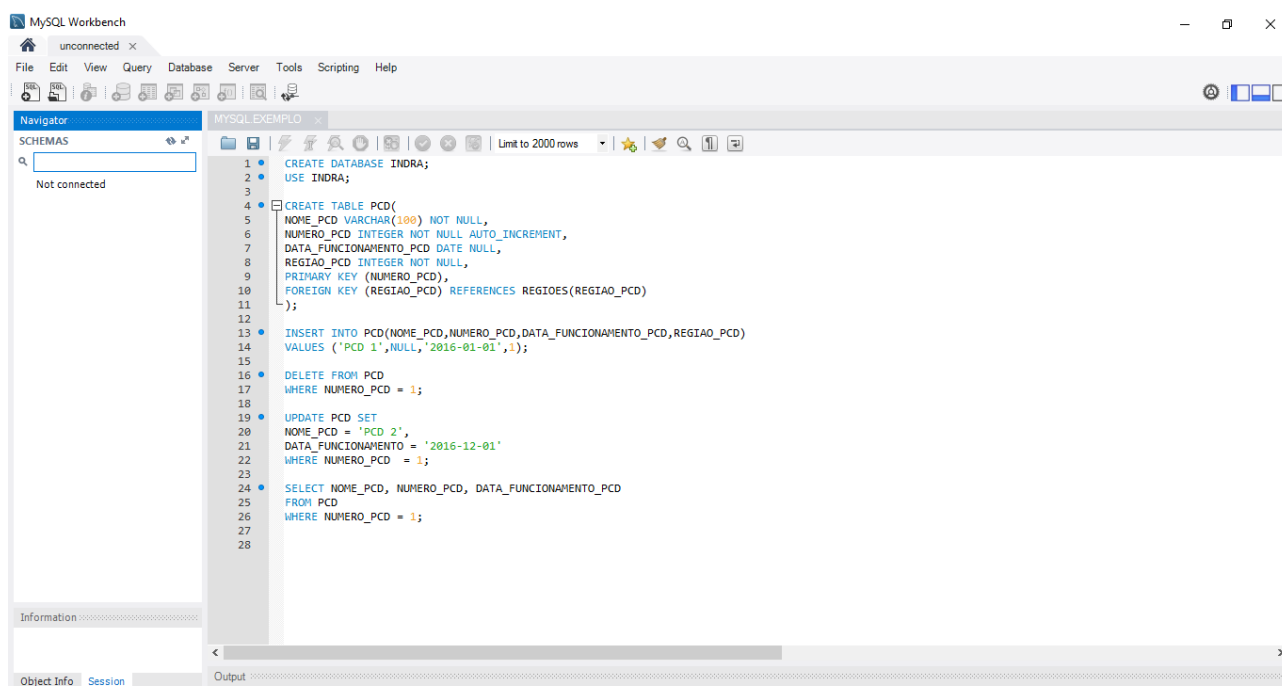 MySQL Workbench
unconnected ×
File Edit View Query Database Server Tools Scripting Help
Navigator
MYSQL.EXEMPLO ×
SCHEMAS
Limit to 2000 rows
Not connected
1 CREATE DATABASE INDRA;
2 USE INDRA;
3
4 CREATE TABLE PCD(
5 NOME_PCD VARCHAR(100) NOT NULL,
6 NUMERO_PCD INTEGER NOT NULL AUTO_INCREMENT,
7 DATA_FUNCIONAMENTO_PCD DATE NULL,
8 REGIAO_PCD INTEGER NOT NULL,
9 PRIMARY KEY (NUMERO_PCD),
10 FOREIGN KEY (REGIAO_PCD) REFERENCES REGIOES(REGIAO_PCD)
11 );
12
13 INSERT INTO PCD(NOME_PCD,NUMERO_PCD,DATA_FUNCIONAMENTO_PCD,REGIAO_PCD)
14 VALUES ('PCD 1',NULL,'2016-01-01',1);
15
16 DELETE FROM PCD
17 WHERE NUMERO_PCD = 1;
18
19 UPDATE PCD SET
20 NOME_PCD = 'PCD 2',
21 DATA_FUNCIONAMENTO = '2016-12-01'
22 WHERE NUMERO_PCD  = 1;
23
24 SELECT NOME_PCD, NUMERO_PCD, DATA_FUNCIONAMENTO_PCD
25 FROM PCD
26 WHERE NUMERO_PCD = 1;
27
28
Information
Object Info Session
Output